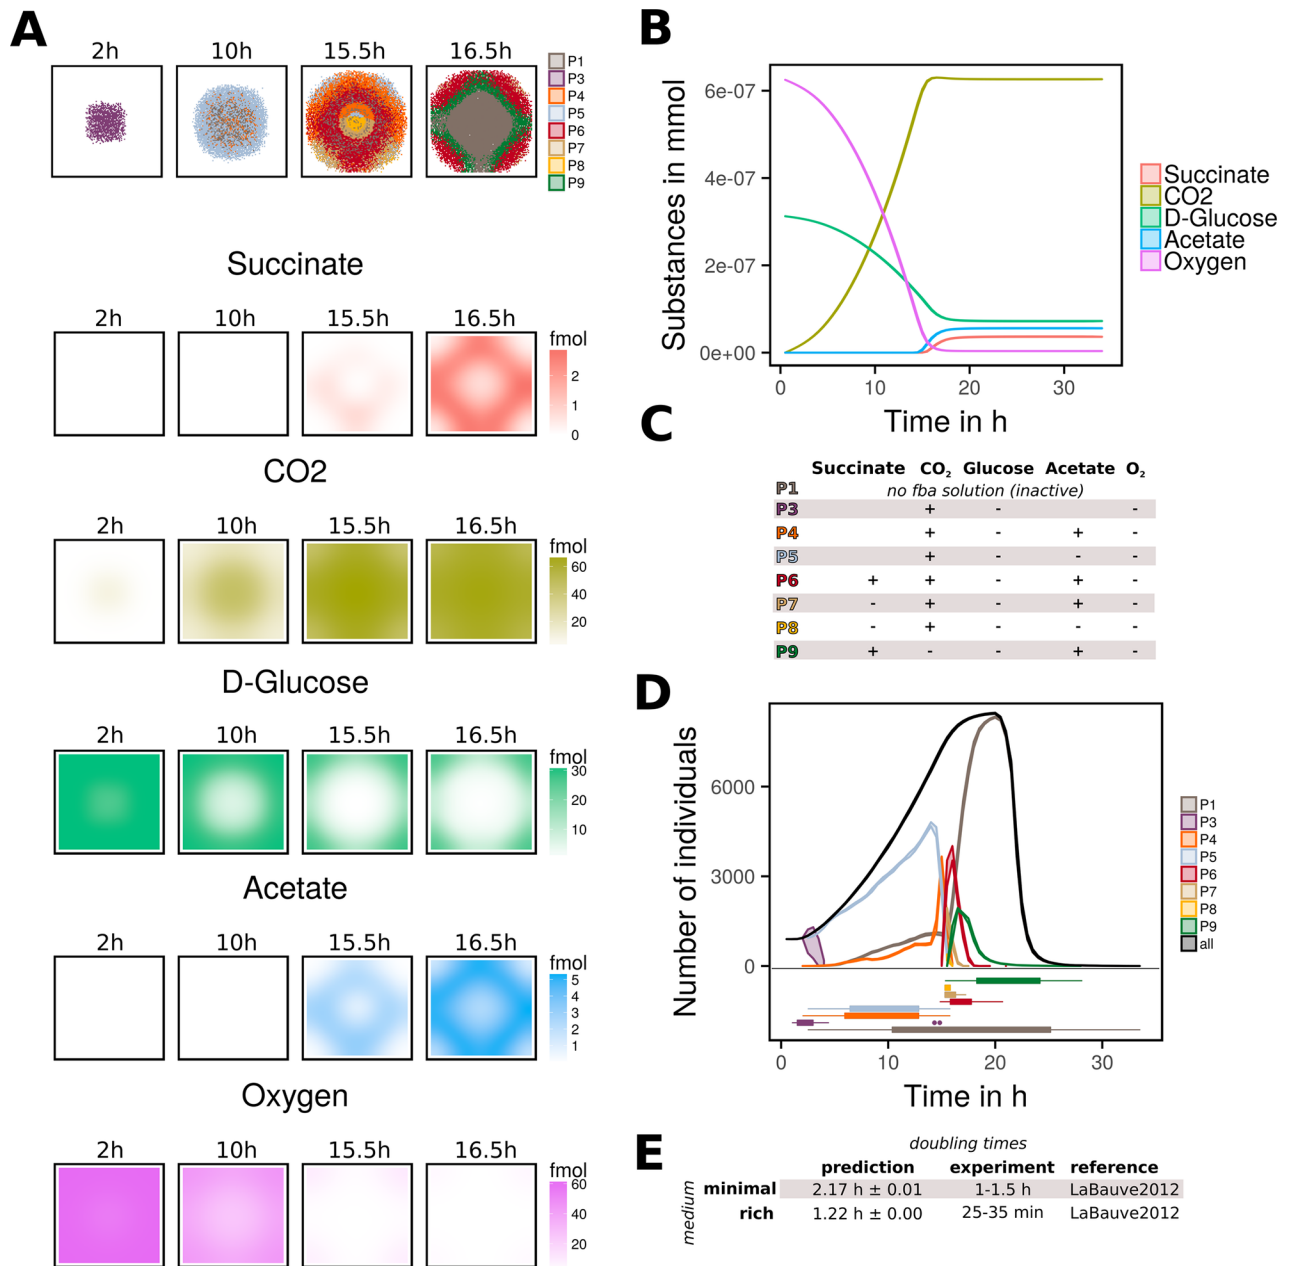 A
2h 10h 15.5h 16.5h
P1
P3
P4
P5
P6
P7
P8
P9
Succinate
2h 10h 15.5h 16.5h
fmol
2
1
0
CO2
2h 10h 15.5h 16.5h
fmol
60
40
20
D-Glucose
2h 10h 15.5h 16.5h
fmol
30
20
10
Acetate
2h 10h 15.5h 16.5h
fmol
5
4
3
2
1
Oxygen
2h 10h 15.5h 16.5h
fmol
60
40
20
B
Substances in mmol
6e-07
4e-07
2e-07
0e+00
0 10 20 30
Time in h
Succinate
CO2
D-Glucose
Acetate
Oxygen
C
Succinate CO₂ Glucose Acetate O₂
P1 no fba solution (inactive)
P3 + - -
P4 + - + -
P5 + - - -
P6 + + - + -
P7 - + - + -
P8 - + - - -
P9 + - - + -
D
Number of individuals
6000
3000
0
0 10 20 30
Time in h
P1
P3
P4
P5
P6
P7
P8
P9
all
E
doubling times
prediction experiment reference
medium
minimal 2.17 h ± 0.01 1-1.5 h LaBauve2012
rich 1.22 h ± 0.00 25-35 min LaBauve2012